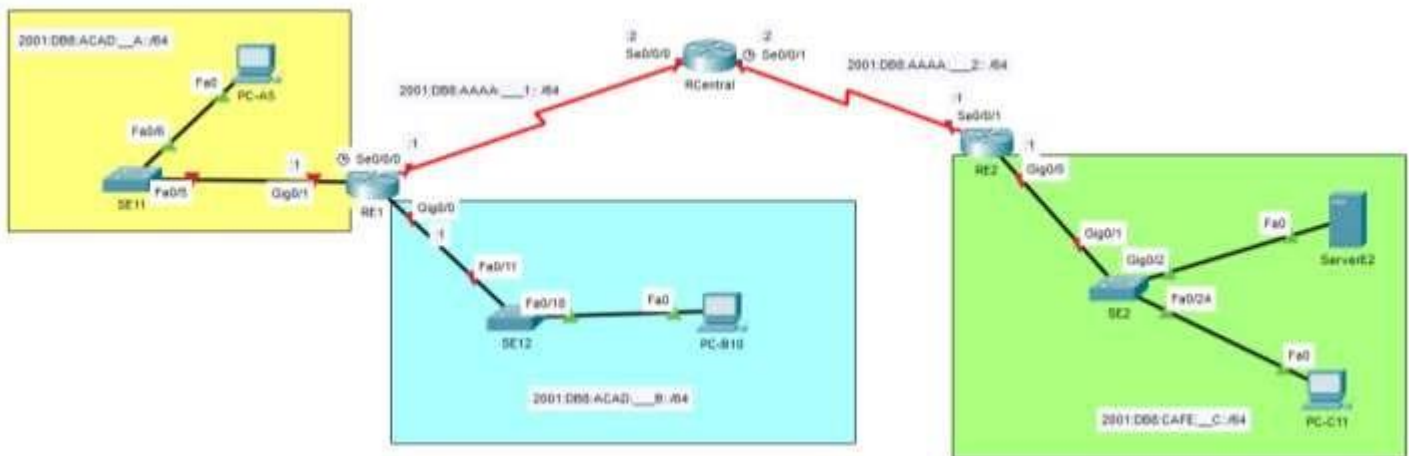 2001:DB8:ACAD:__A::/64
Fa0
PC-A5
Fa0/6
Fa0/5
SE11
:1
Gig0/1
Se0/0/0
:1
RE1
Gig0/0
:1
2001:DB8:AAAA:___1::/64
:2
Se0/0/0
RCentral
:2
Se0/0/1
2001:DB8:AAAA:___2::/64
:1
Se0/0/1
RE2
:1
Fa0/11
Fa0/10
SE12
Fa0
PC-B10
2001:DB8:ACAD:___B::/64
Gig0/1
Gig0/2
SE2
Fa0/24
Fa0
ServerE2
Fa0
PC-C11
2001:DB8:CAFE:__C::/64